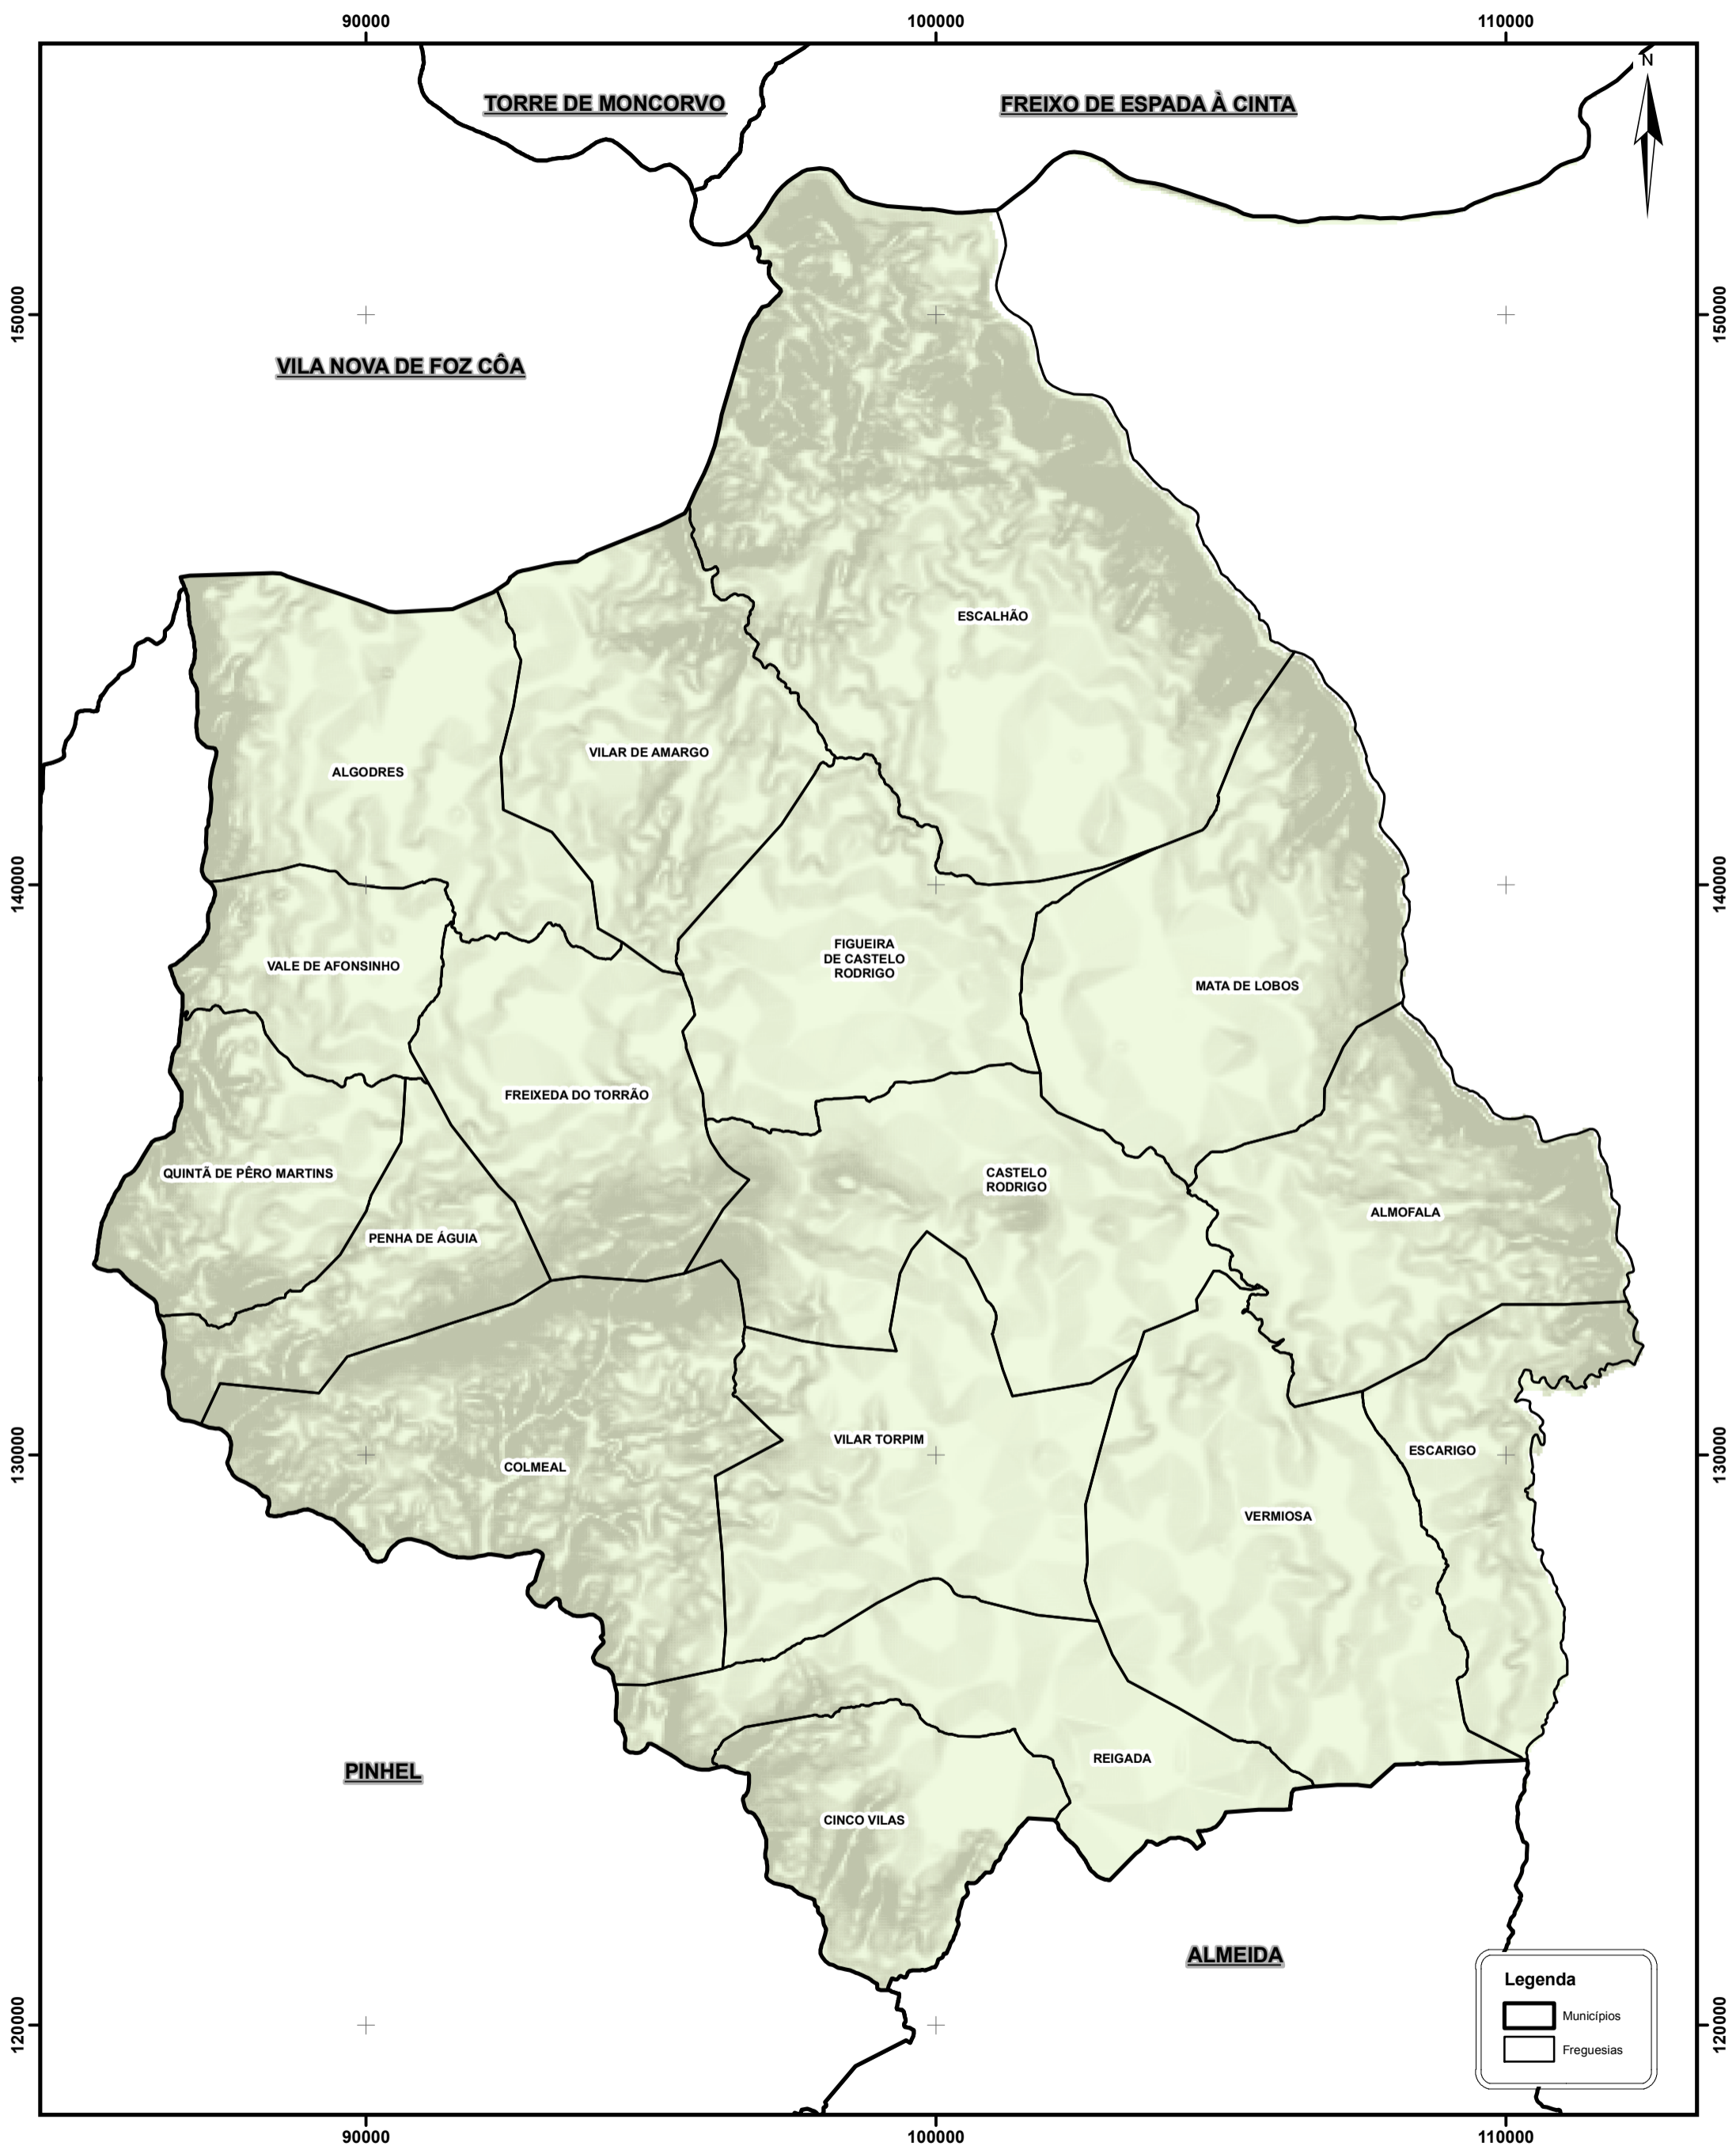 90000
100000
110000
N
TORRE DE MONCORVO
FREIXO DE ESPADA À CINTA
150000
150000
VILA NOVA DE FOZ CÔA
ESCALHÃO
VILAR DE AMARGO
ALGODRES
140000
140000
FIGUEIRA
DE CASTELO
RODRIGO
VALE DE AFONSINHO
MATA DE LOBOS
FREIXEDA DO TORRÃO
QUINTÃ DE PÊRO MARTINS
CASTELO
RODRIGO
ALMOFALA
PENHA DE ÁGUIA
VILAR TORPIM
ESCARIGO
130000
130000
COLMEAL
VERMIOSA
REIGADA
PINHEL
CINCO VILAS
ALMEIDA
Legenda
Municípios
Freguesias
120000
120000
90000
100000
110000